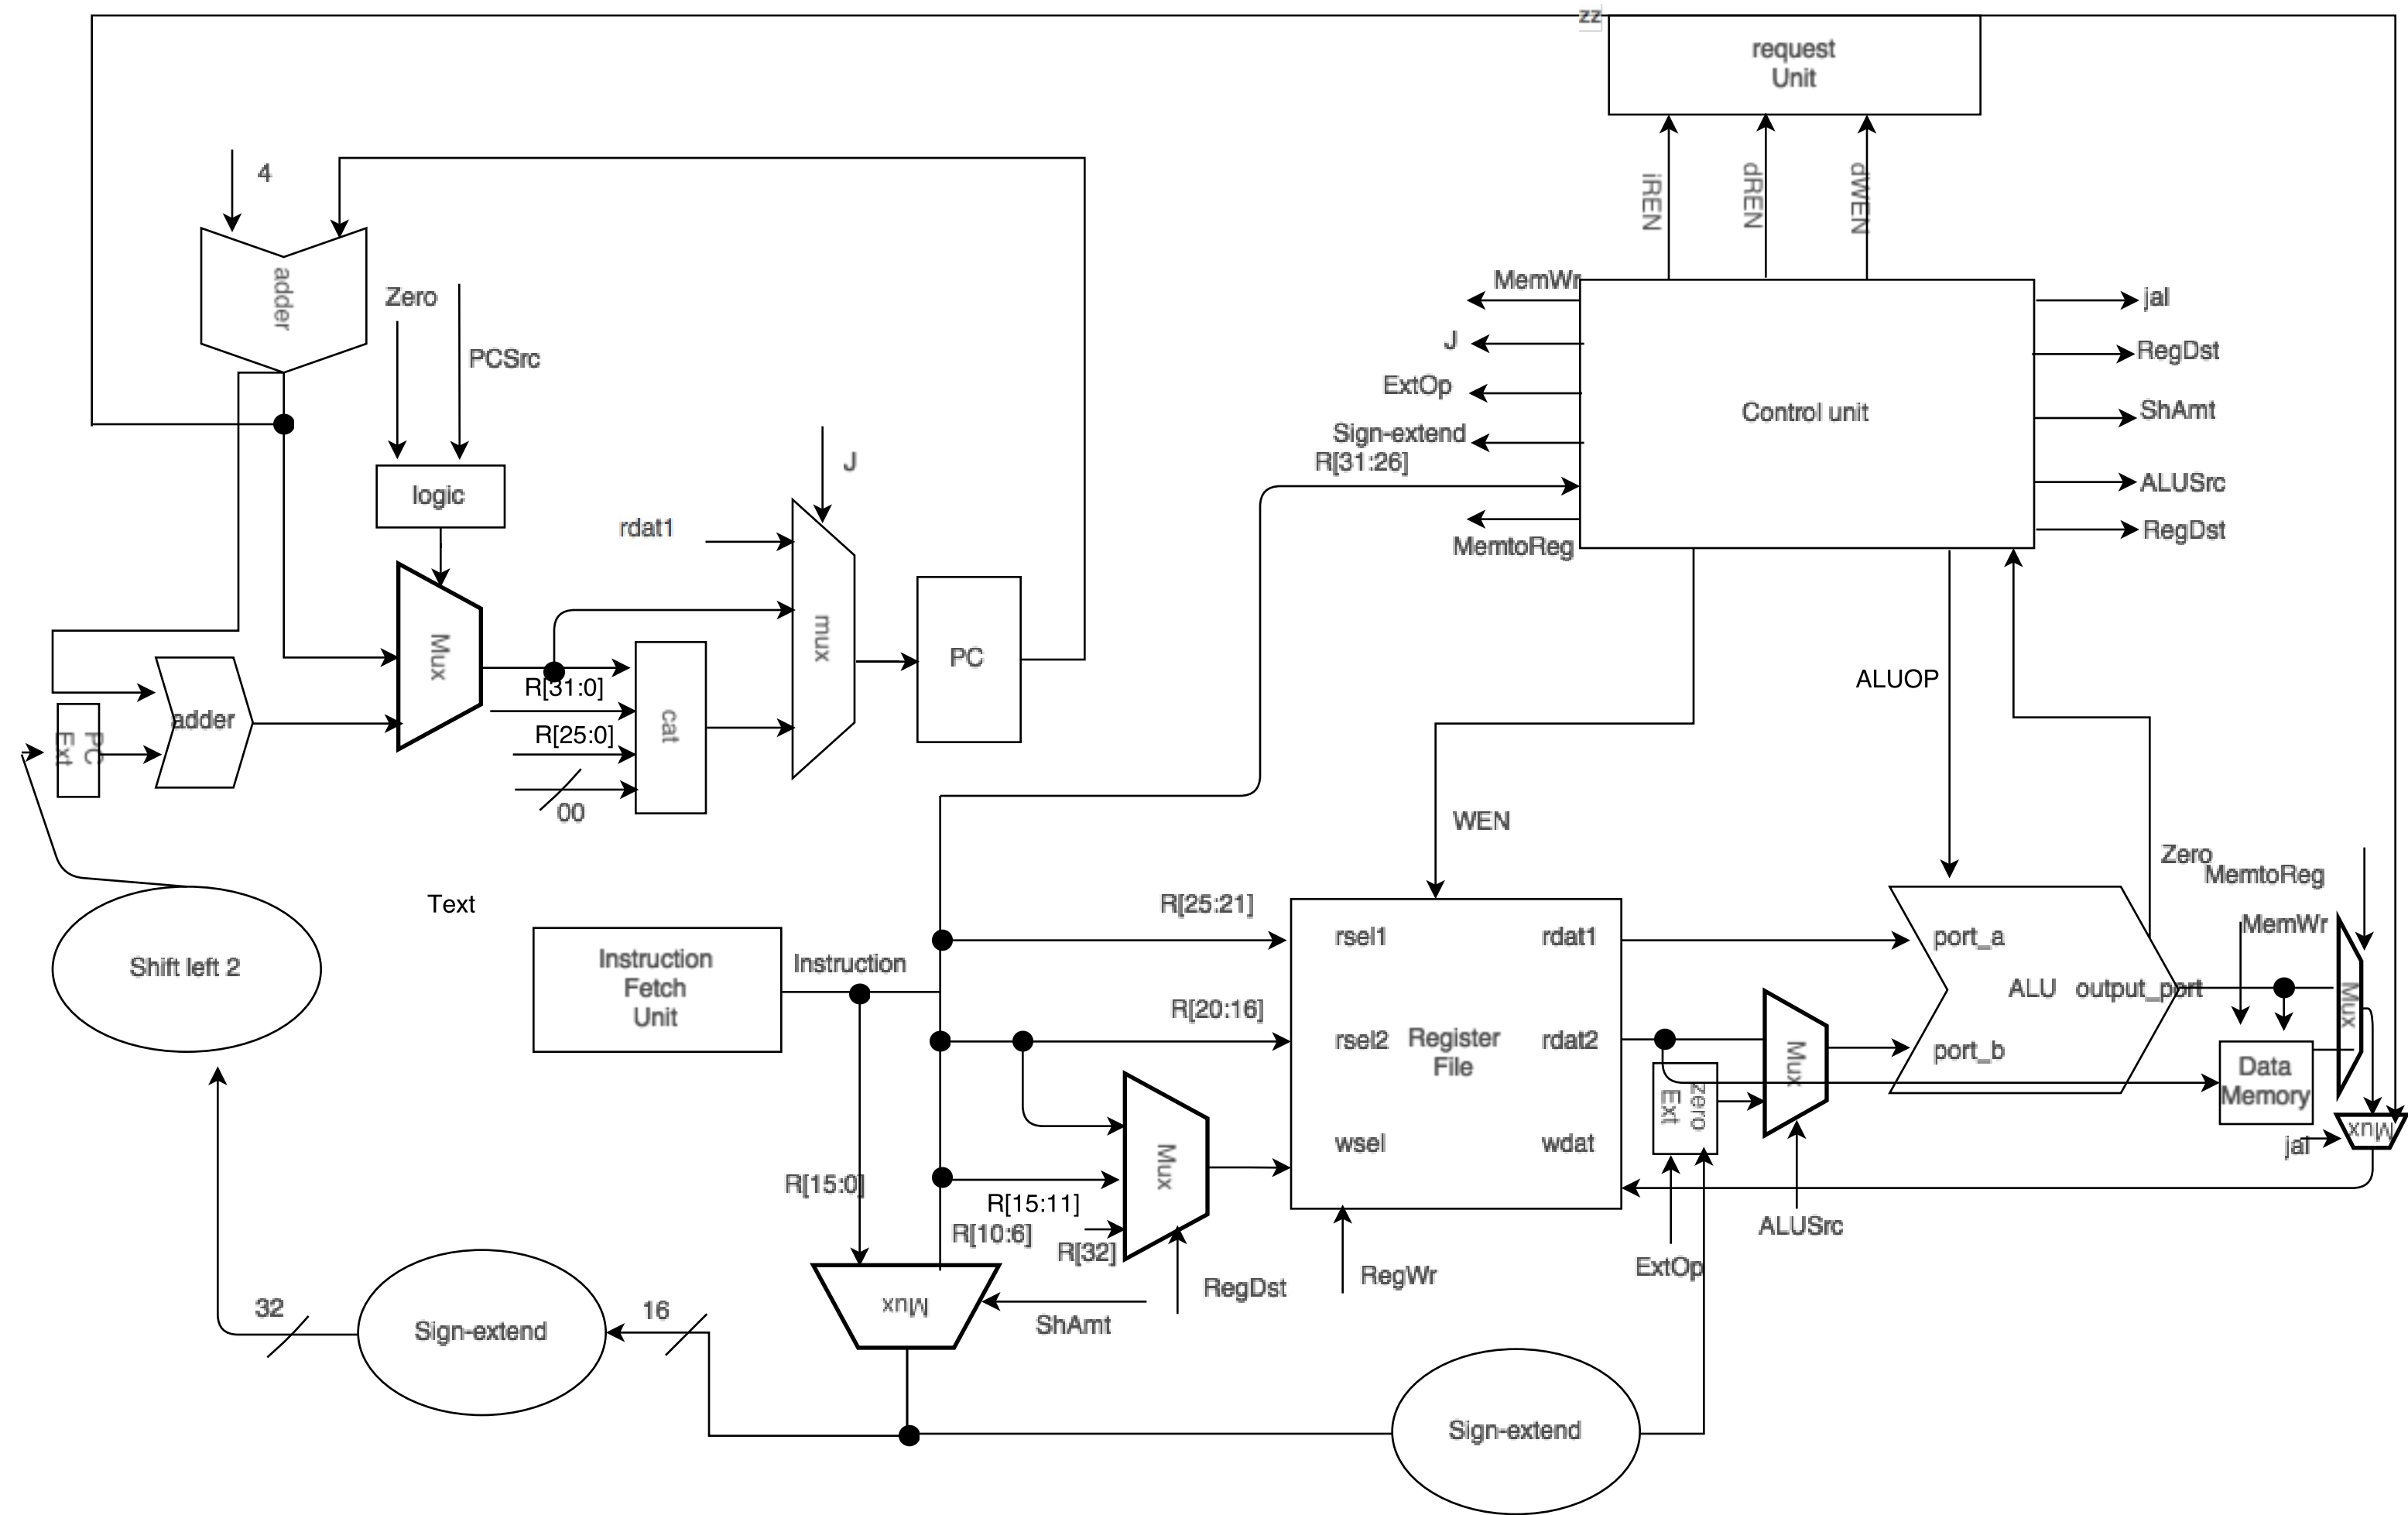 zz
request
Unit
4
iREN
dREN
dWEN
adder
Zero
PCSrc
MemWr
jal
J
RegDst
ExtOp
Control unit
ShAmt
Sign-extend
R[31:26]
J
logic
ALUSrc
rdat1
MemtoReg
RegDst
Mux
mux
PC
R[31:0]
ALUOP
adder
cat
R[25:0]
PC
Ext
00
WEN
Zero
MemtoReg
Text
R[25:21]
MemWr
Shift left 2
Instruction
Fetch
Unit
Instruction
rsel1
rdat1
port_a
ALU
output_port
Mux
R[20:16]
rsel2
Register
File
rdat2
Mux
port_b
Data
Memory
zero
Ext
Mux
jal
wsel
wdat
Mux
R[15:0]
R[15:11]
R[10:6]
R[32]
ALUSrc
ExtOp
RegWr
RegDst
Mux
ShAmt
32
Sign-extend
16
Sign-extend